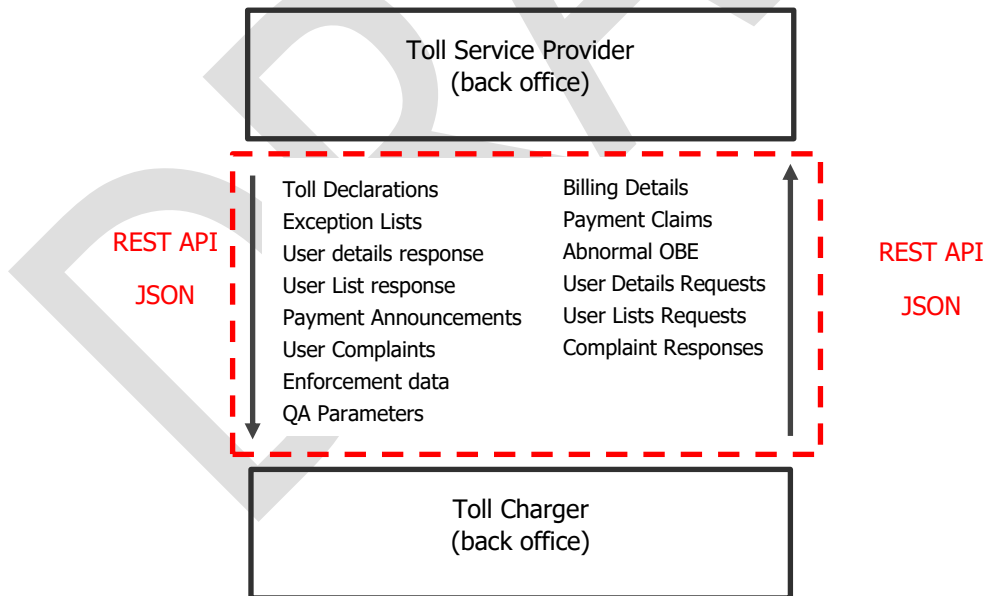 Toll Service Provider
(back office)
REST API
JSON
Toll Declarations
Exception Lists
User details response
User List response
Payment Announcements
User Complaints
Enforcement data
QA Parameters
Billing Details
Payment Claims
Abnormal OBE
User Details Requests
User Lists Requests
Complaint Responses
REST API
JSON
Toll Charger
(back office)